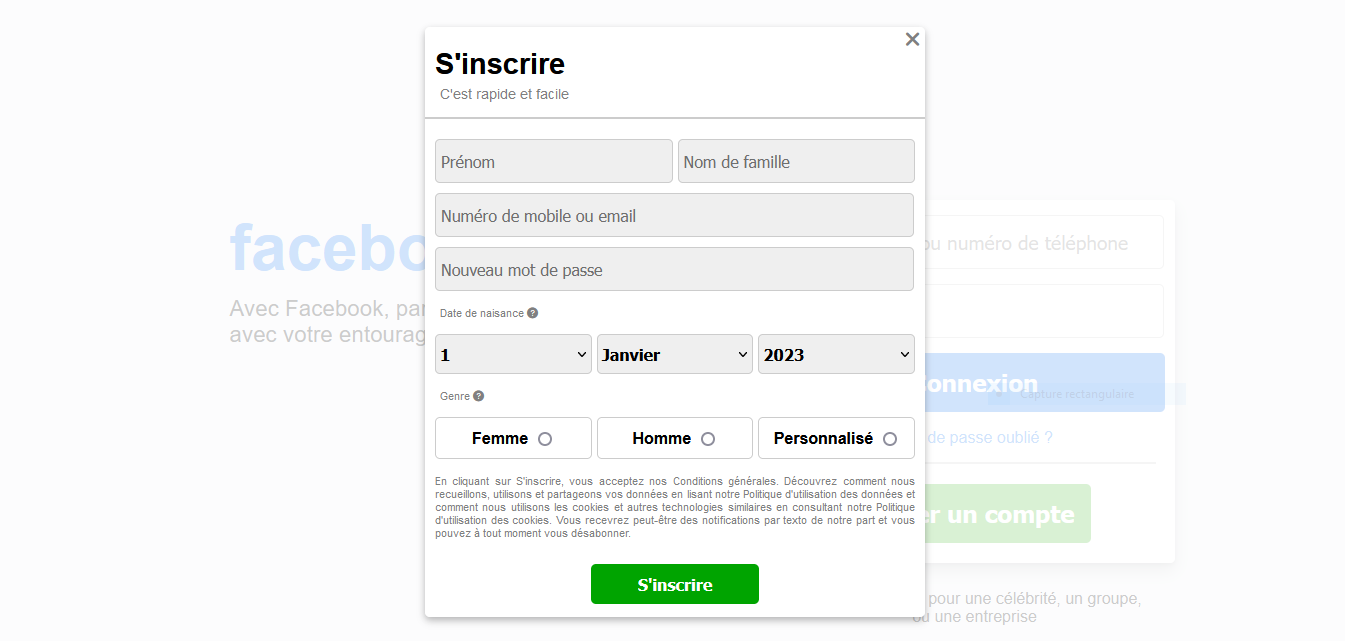 S'inscrire
C'est rapide et facile
Prénom
Nom de famille
Numéro de mobile ou email
Nouveau mot de passe
Date de naisance
1
Janvier
2023
Genre
Femme
Homme
Personnalisé
En cliquant sur S'inscrire, vous acceptez nos Conditions générales. Découvrez comment nous
recueillons, utilisons et partageons vos données en lisant notre Politique d'utilisation des données et
comment nous utilisons les cookies et autres technologies similaires en consultant notre Politique
d'utilisation des cookies. Vous recevrez peut-être des notifications par texto de notre part et vous
pouvez à tout moment vous désabonner.
S'inscrire
facebo
Avec Facebook, par
avec votre entourag
ou numéro de téléphone
onnexion
Capture rectangulaire
de passe oublié ?
er un compte
pour une célébrité, un groupe,
ou une entreprise